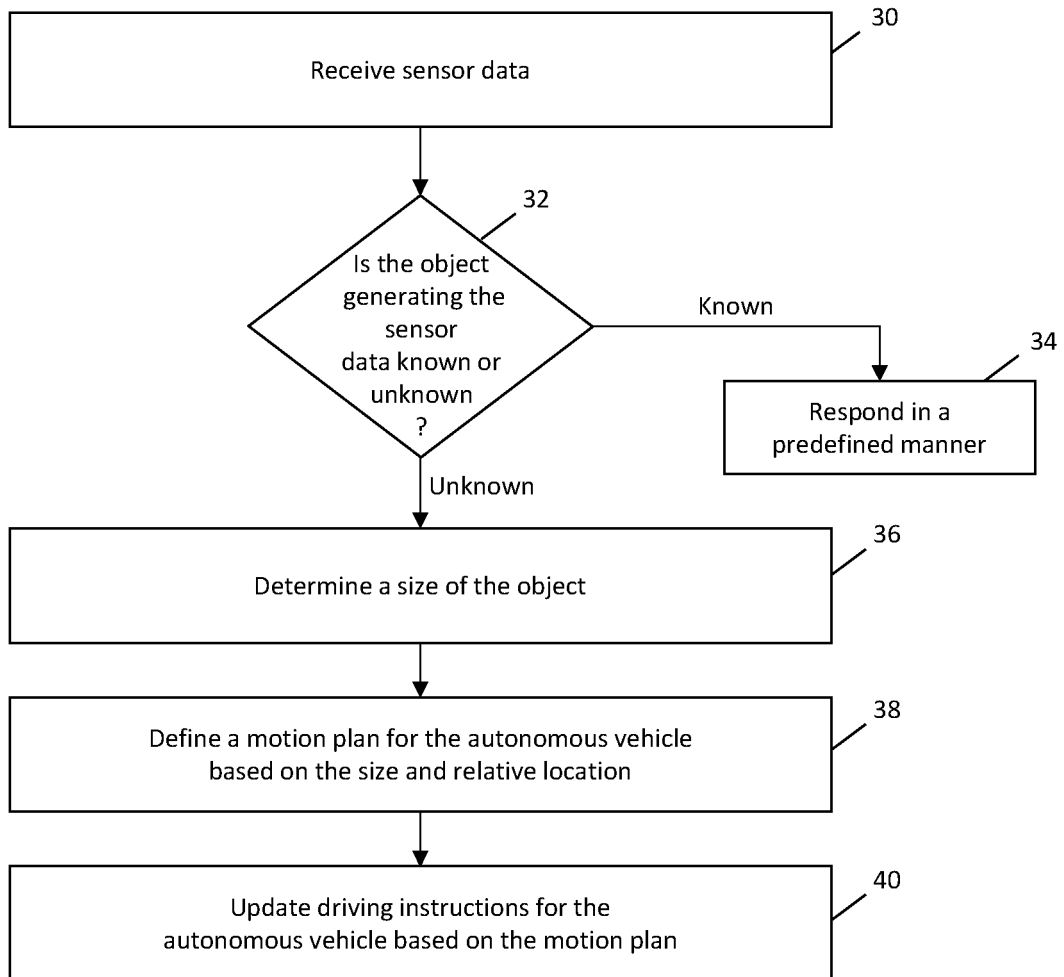 30
Receive sensor data
32
Is the object
generating the
sensor
data known or
unknown
?
Known
34
Respond in a
predefined manner
Unknown
36
Determine a size of the object
38
Define a motion plan for the autonomous vehicle
based on the size and relative location
40
Update driving instructions for the
autonomous vehicle based on the motion plan